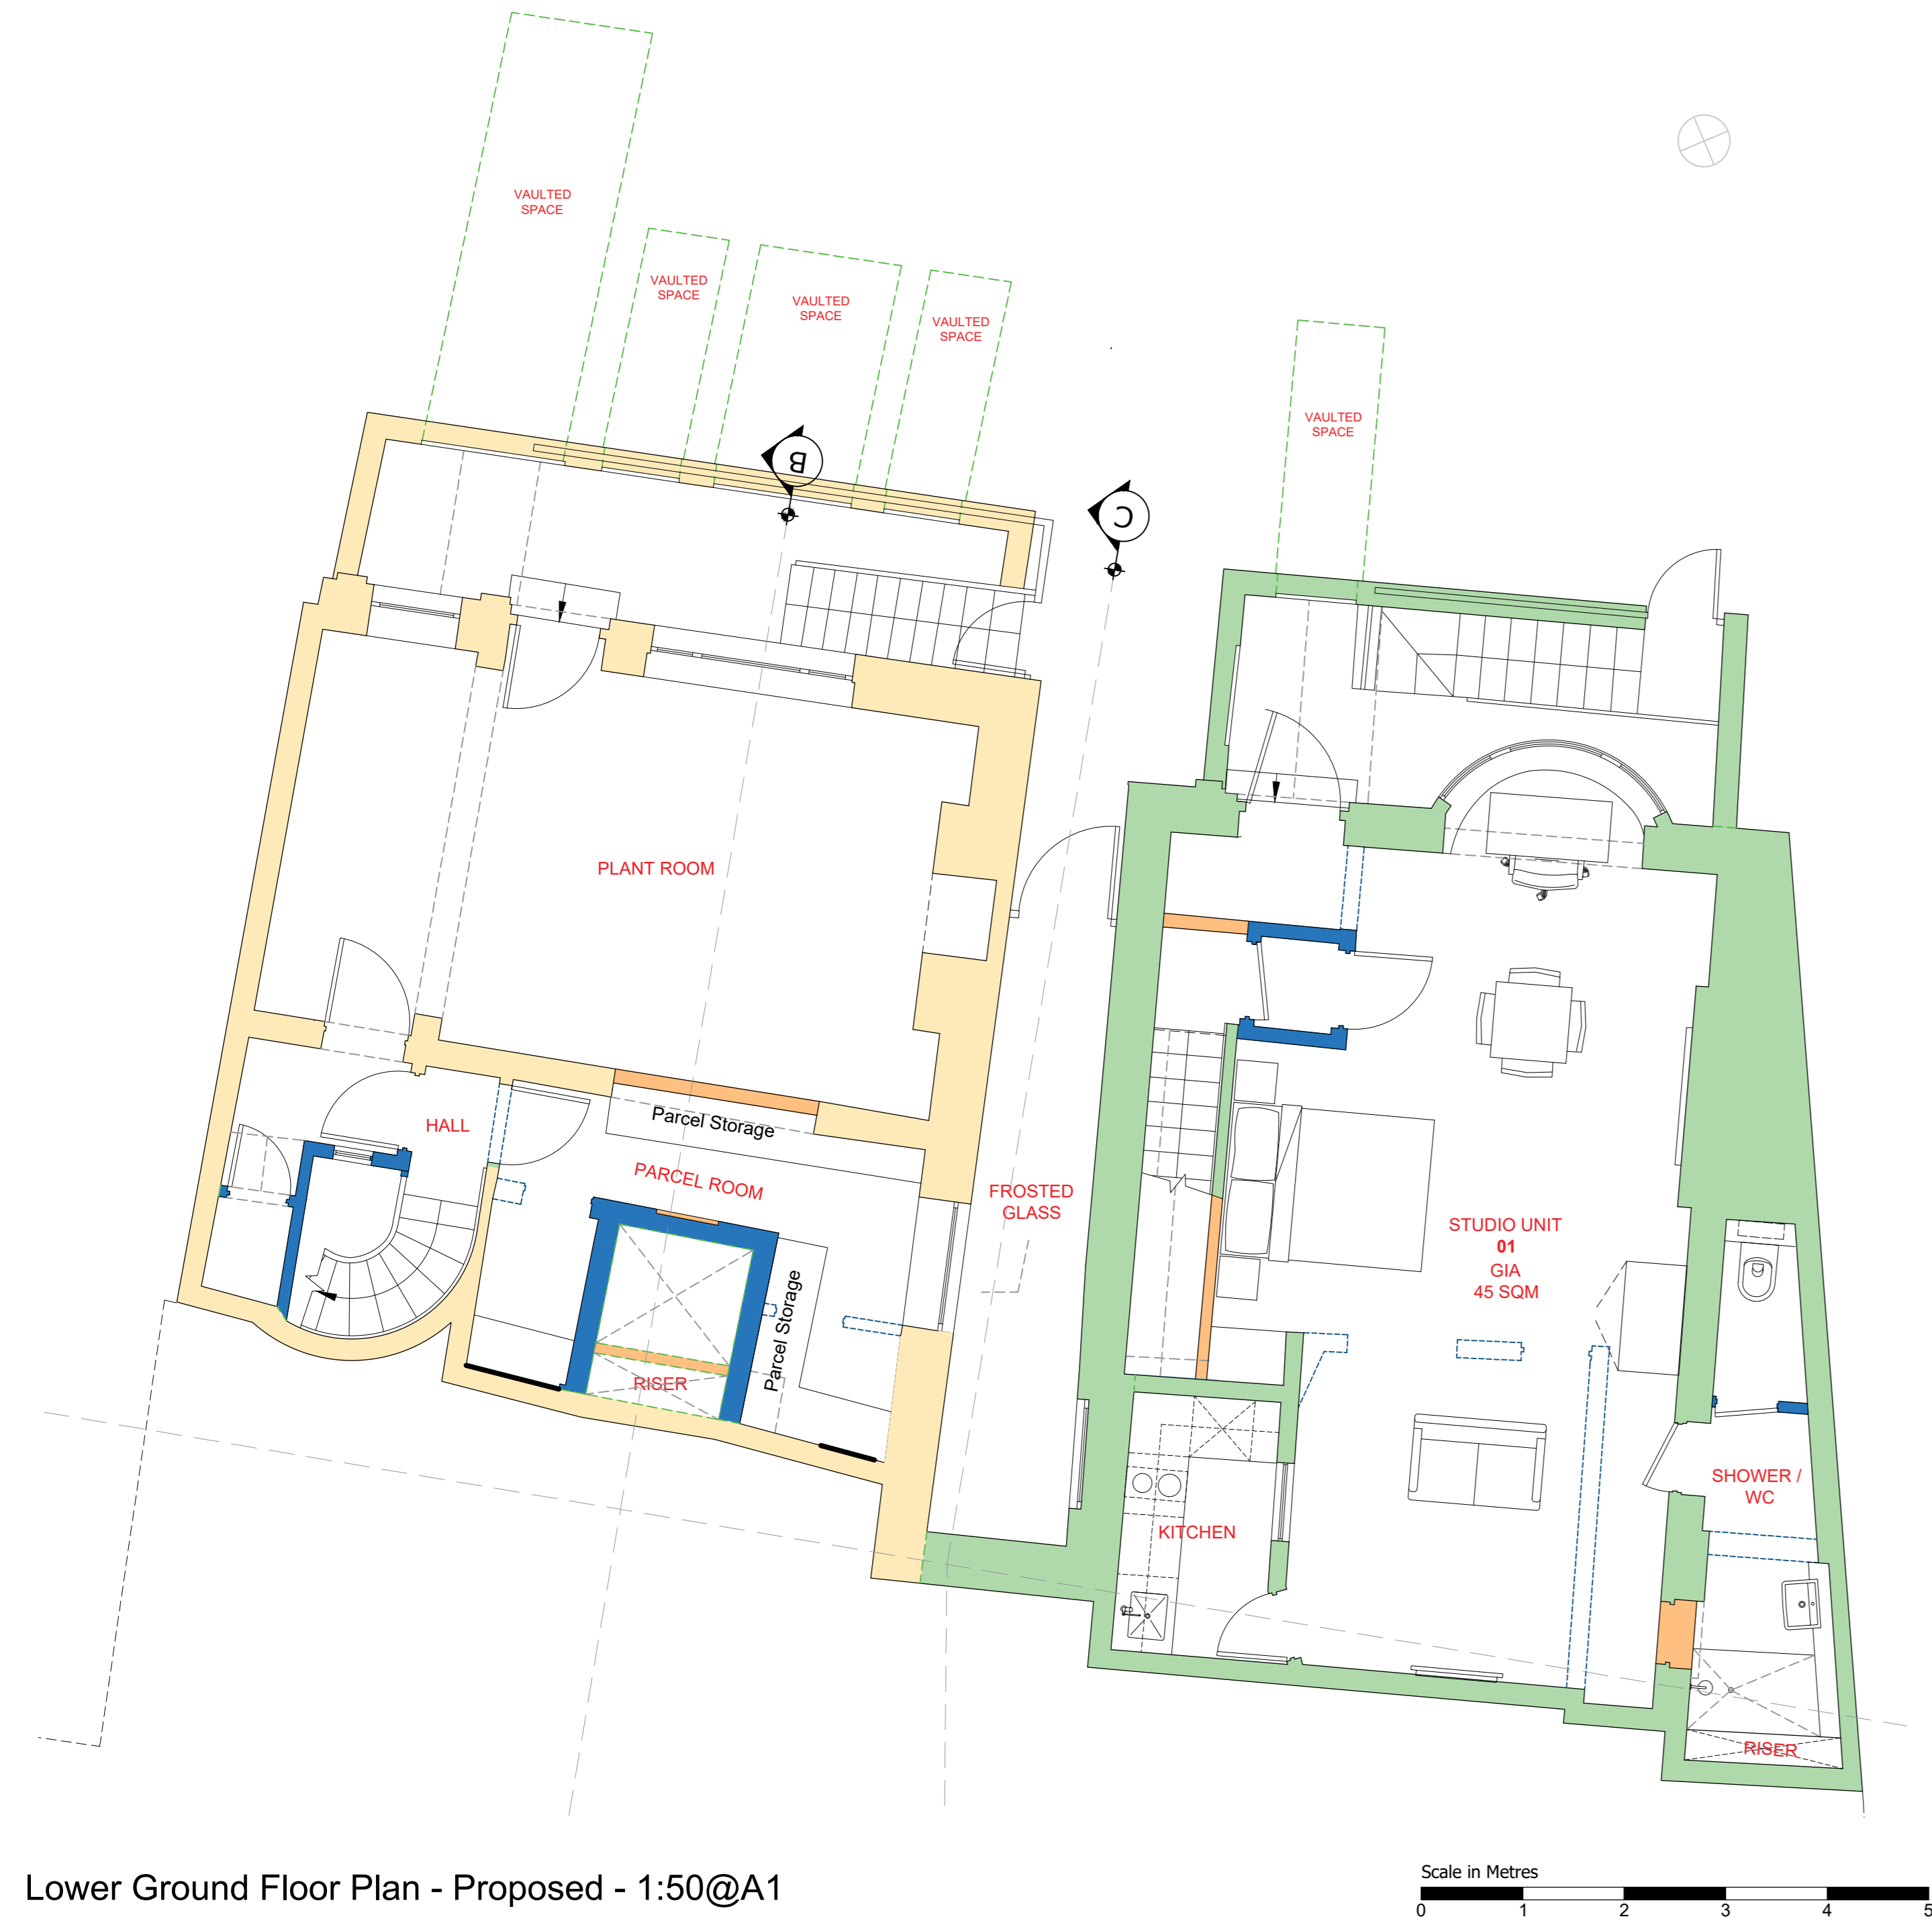 VAULTED
SPACE
VAULTED
SPACE
VAULTED
SPACE
VAULTED
SPACE
VAULTED
SPACE
B
C
PLANT ROOM
HALL
Parcel Storage
PARCEL ROOM
FROSTED
GLASS
Parcel Storage
RISER
STUDIO UNIT
01
GIA
45 SQM
SHOWER /
WC
KITCHEN
RISER
Lower Ground Floor Plan - Proposed - 1:50@A1
Scale in Metres
0 1 2 3 4 5